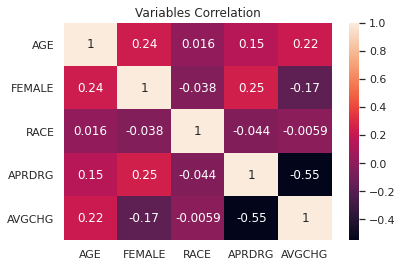 Variables Correlation
AGE 1 0.24 0.016 0.15 0.22
FEMALE 0.24 1 -0.038 0.25 -0.17
RACE 0.016 -0.038 1 -0.044 -0.0059
APRDRG 0.15 0.25 -0.044 1 -0.55
AVGCHG 0.22 -0.17 -0.0059 -0.55 1
AGE FEMALE RACE APRDRG AVGCHG
1.0
0.8
0.6
0.4
0.2
0.0
-0.2
-0.4